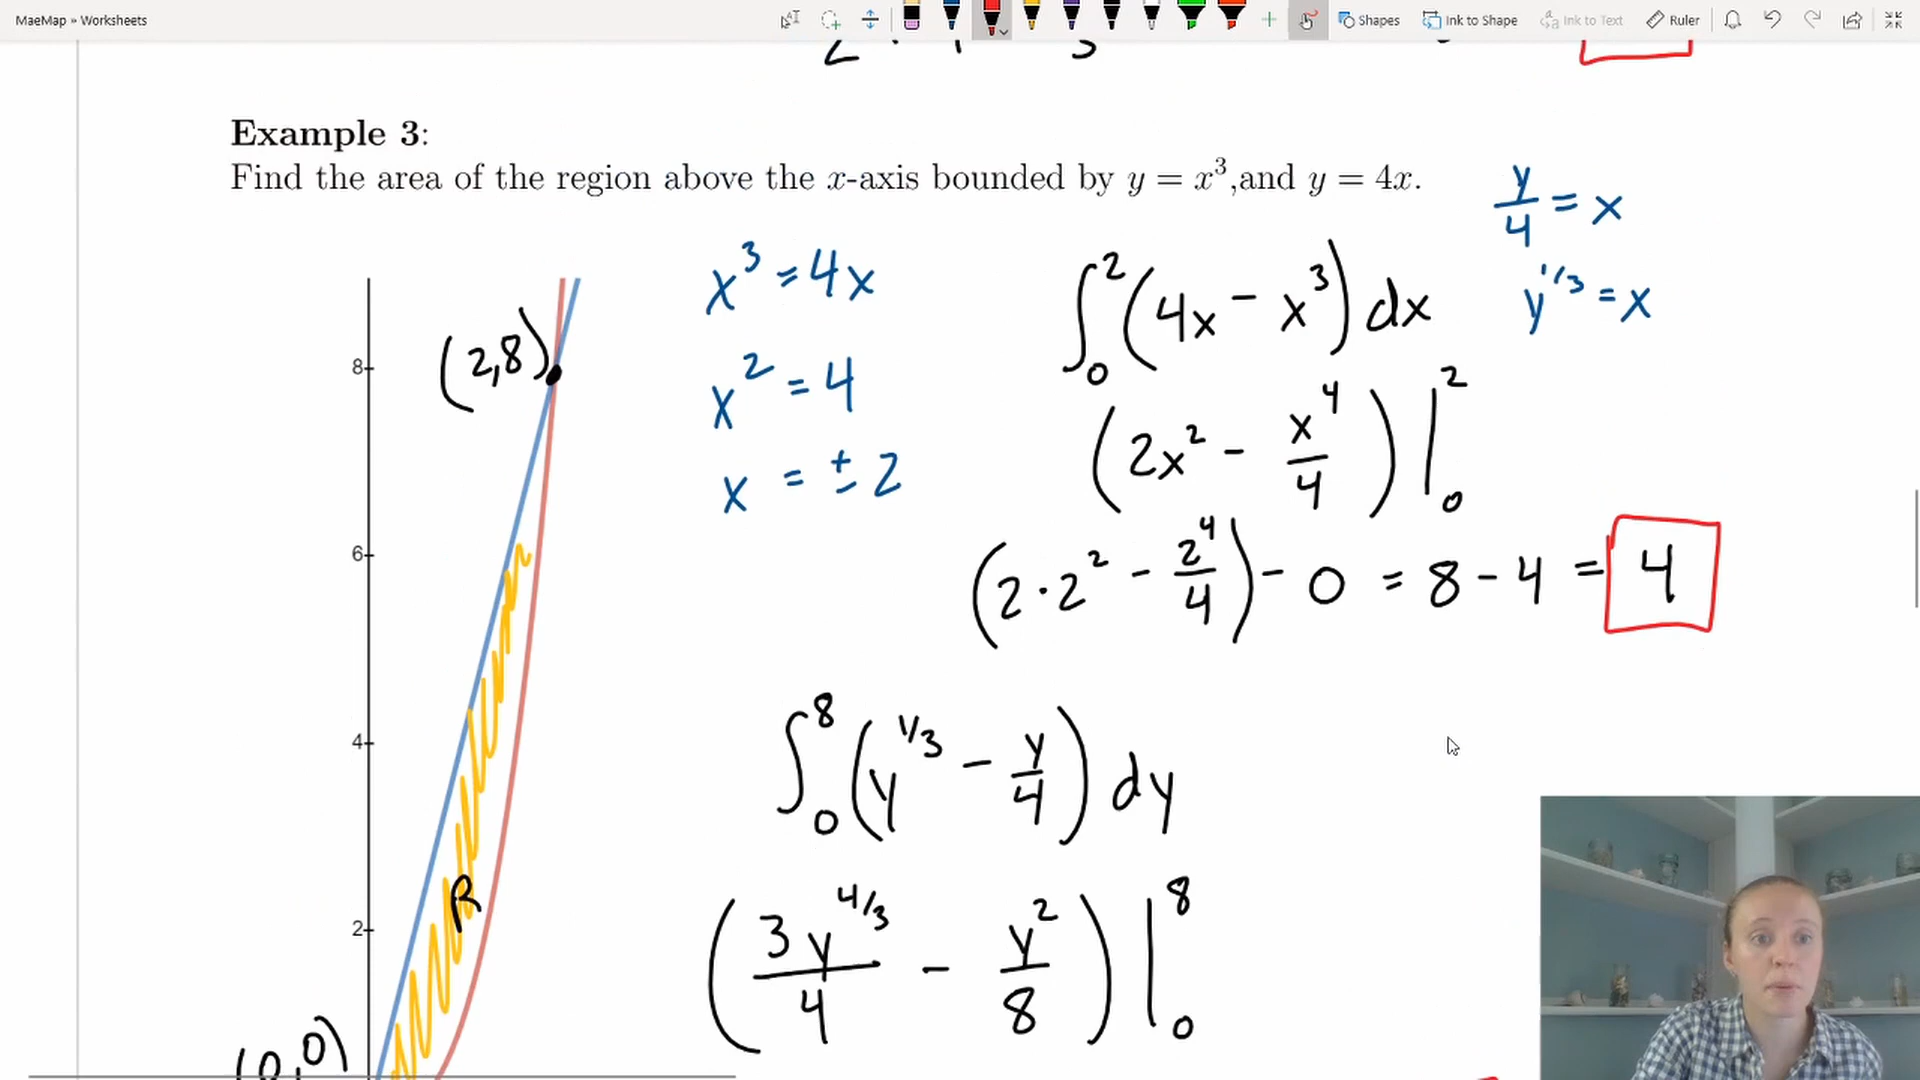 MaeMap » Worksheets
Shapes
Ink to Shape
Ink to Text
Ruler
Example 3:
Find the area of the region above the x-axis bounded by y = x³,and y = 4x.
y/4 = x
y^{1/3} = x
x³ = 4x
x² = 4
x = ± 2
∫₀² (4x − x³) dx
(2x² − x⁴/4) |₀²
(2·2² − 2⁴/4) − 0 = 8 − 4 = 4
(2,8)
8
6
4
2
R
(0,0)
∫₀⁸ (y^{1/3} − y/4) dy
(3y^{4/3}/4 − y²/8) |₀⁸